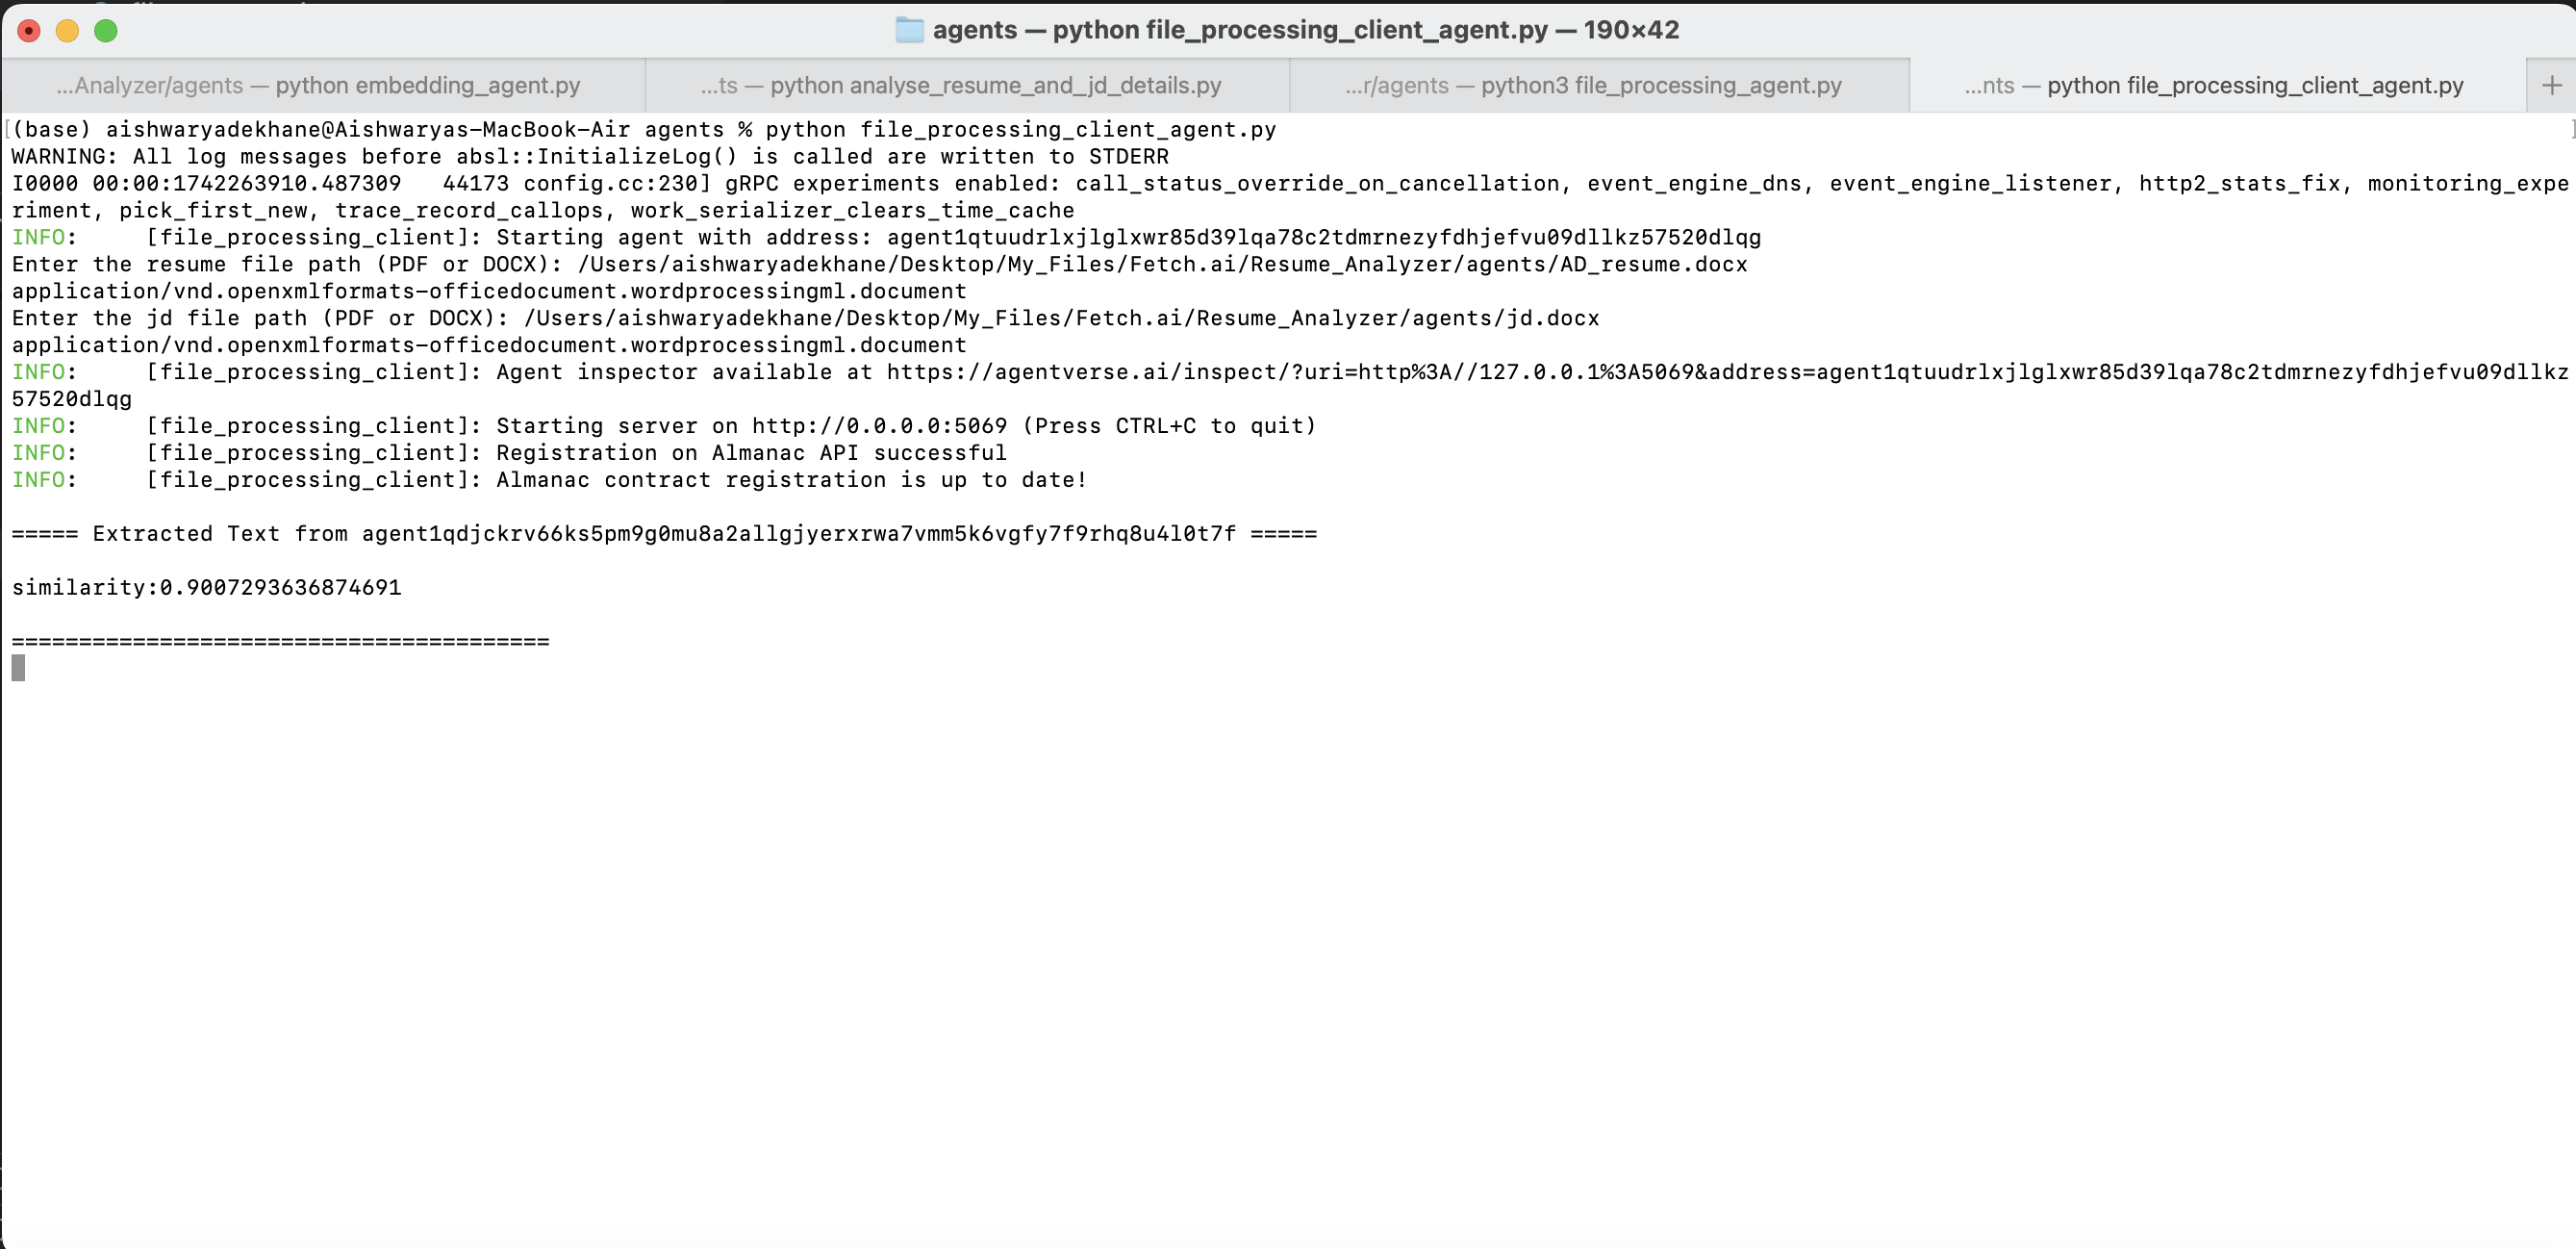 agents — python file_processing_client_agent.py — 190×42
...Analyzer/agents — python embedding_agent.py
...ts — python analyse_resume_and_jd_details.py
...r/agents — python3 file_processing_agent.py
...nts — python file_processing_client_agent.py
+
[(base) aishwaryadekhane@Aishwaryas-MacBook-Air agents % python file_processing_client_agent.py ]
WARNING: All log messages before absl::InitializeLog() is called are written to STDERR
I0000 00:00:1742263910.487309   44173 config.cc:230] gRPC experiments enabled: call_status_override_on_cancellation, event_engine_dns, event_engine_listener, http2_stats_fix, monitoring_expe
riment, pick_first_new, trace_record_callops, work_serializer_clears_time_cache
INFO:     [file_processing_client]: Starting agent with address: agent1qtuudrlxjlglxwr85d39lqa78c2tdmrnezyfdhjefvu09dllkz57520dlqg
Enter the resume file path (PDF or DOCX): /Users/aishwaryadekhane/Desktop/My_Files/Fetch.ai/Resume_Analyzer/agents/AD_resume.docx
application/vnd.openxmlformats-officedocument.wordprocessingml.document
Enter the jd file path (PDF or DOCX): /Users/aishwaryadekhane/Desktop/My_Files/Fetch.ai/Resume_Analyzer/agents/jd.docx
application/vnd.openxmlformats-officedocument.wordprocessingml.document
INFO:     [file_processing_client]: Agent inspector available at https://agentverse.ai/inspect/?uri=http%3A//127.0.0.1%3A5069&address=agent1qtuudrlxjlglxwr85d39lqa78c2tdmrnezyfdhjefvu09dllkz
57520dlqg
INFO:     [file_processing_client]: Starting server on http://0.0.0.0:5069 (Press CTRL+C to quit)
INFO:     [file_processing_client]: Registration on Almanac API successful
INFO:     [file_processing_client]: Almanac contract registration is up to date!
===== Extracted Text from agent1qdjckrv66ks5pm9g0mu8a2allgjyerxrwa7vmm5k6vgfy7f9rhq8u4l0t7f =====
similarity:0.9007293636874691
========================================